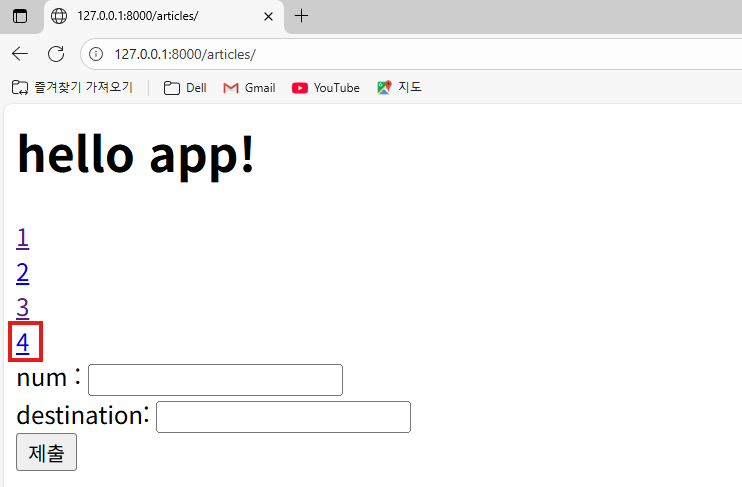 127.0.0.1:8000/articles/
127.0.0.1:8000/articles/
즐겨찾기 가져오기 Dell Gmail YouTube 지도
hello app!
1
2
3
4
num :
destination:
제출